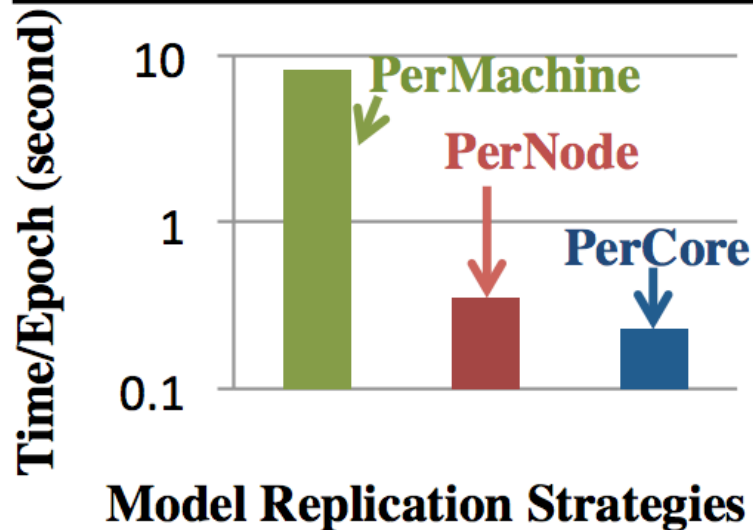 Time/Epoch (second)
10
1
0.1
PerMachine
PerNode
PerCore
Model Replication Strategies